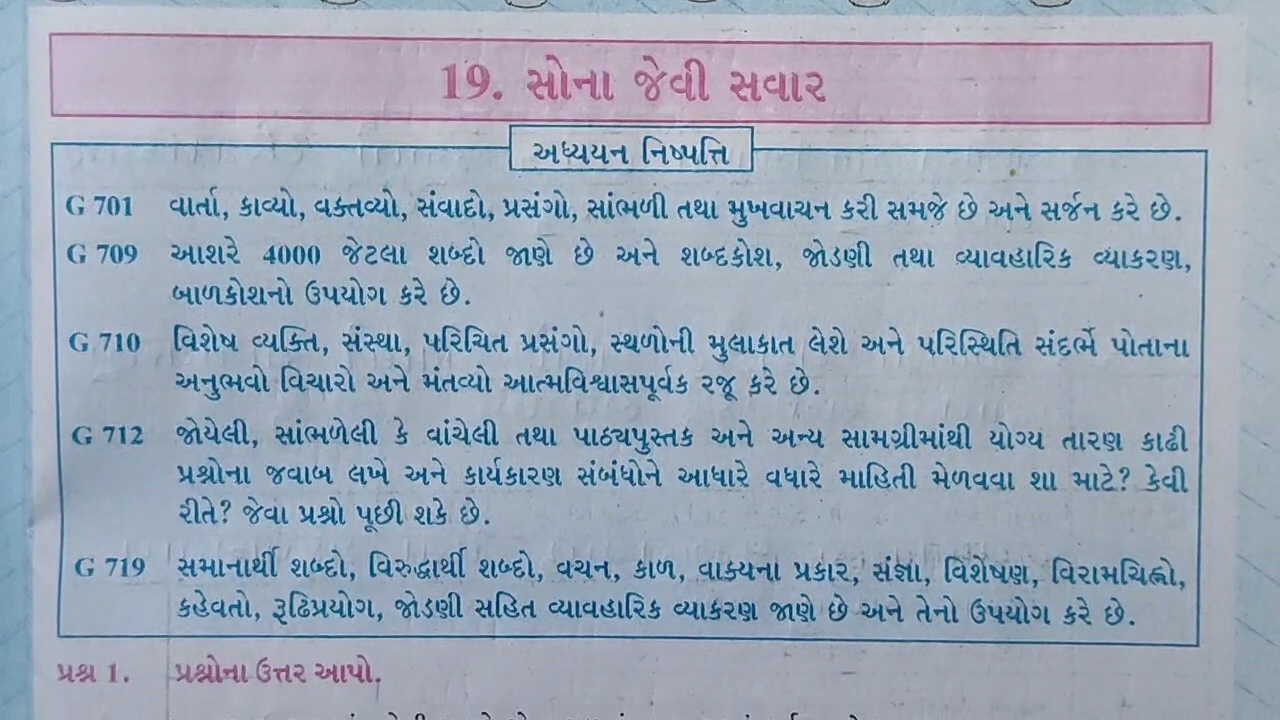 19. સોના જેવી સવાર
અધ્યયન નિષ્પત્તિ
G 701 વાર્તા, કાવ્યો, વક્તવ્યો, સંવાદો, પ્રસંગો, સાંભળી તથા મુખવાચન કરી સમજે છે અને સર્જન કરે છે.
G 709 આશરે 4000 જેટલા શબ્દો જાણે છે અને શબ્દકોશ, જોડણી તથા વ્યાવહારિક વ્યાકરણ,
બાળકોશનો ઉપયોગ કરે છે.
G 710 વિશેષ વ્યક્તિ, સંસ્થા, પરિચિત પ્રસંગો, સ્થળોની મુલાકાત લેશે અને પરિસ્થિતિ સંદર્ભે પોતાના
અનુભવો વિચારો અને મંતવ્યો આત્મવિશ્વાસપૂર્વક રજૂ કરે છે.
G 712 જોયેલી, સાંભળેલી કે વાંચેલી તથા પાઠ્યપુસ્તક અને અન્ય સામગ્રીમાંથી યોગ્ય તારણ કાઢી
પ્રશ્નોના જવાબ લખે અને કાર્યકારણ સંબંધોને આધારે વધારે માહિતી મેળવવા શા માટે? કેવી
રીતે? જેવા પ્રશ્નો પૂછી શકે છે.
G 719 સમાનાર્થી શબ્દો, વિરુદ્ધાર્થી શબ્દો, વચન, કાળ, વાક્યના પ્રકાર, સંજ્ઞા, વિશેષણ, વિરામચિહ્નો,
કહેવતો, રૂઢિપ્રયોગ, જોડણી સહિત વ્યાવહારિક વ્યાકરણ જાણે છે અને તેનો ઉપયોગ કરે છે.
પ્રશ્ન 1. પ્રશ્નોના ઉત્તર આપો.